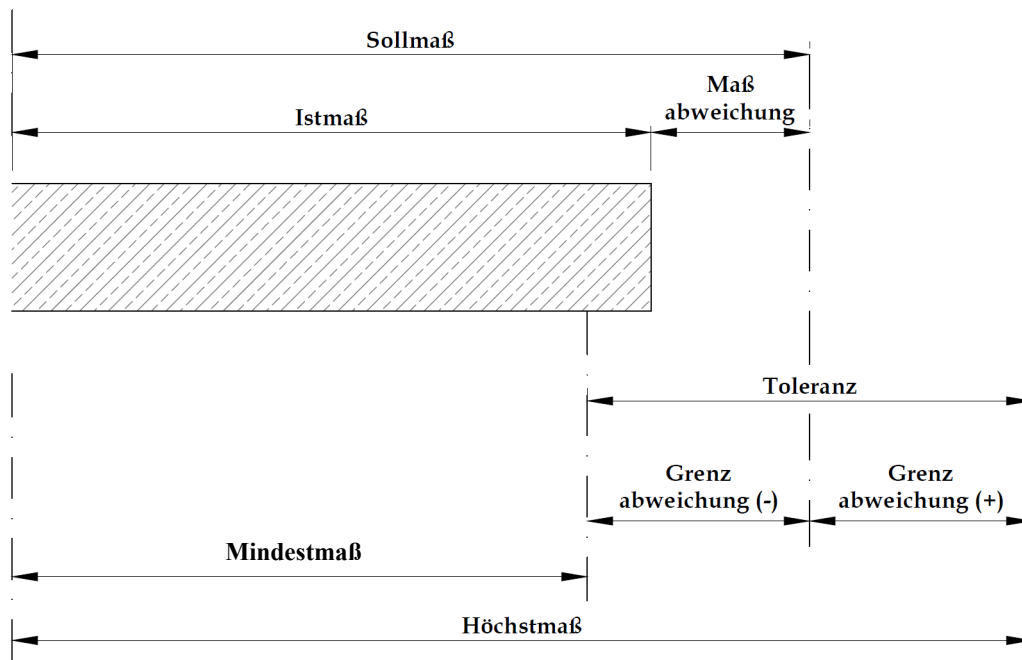 Sollmaß
Maß
abweichung
Istmaß
Toleranz
Grenz
abweichung (-)
Grenz
abweichung (+)
Mindestmaß
Höchstmaß